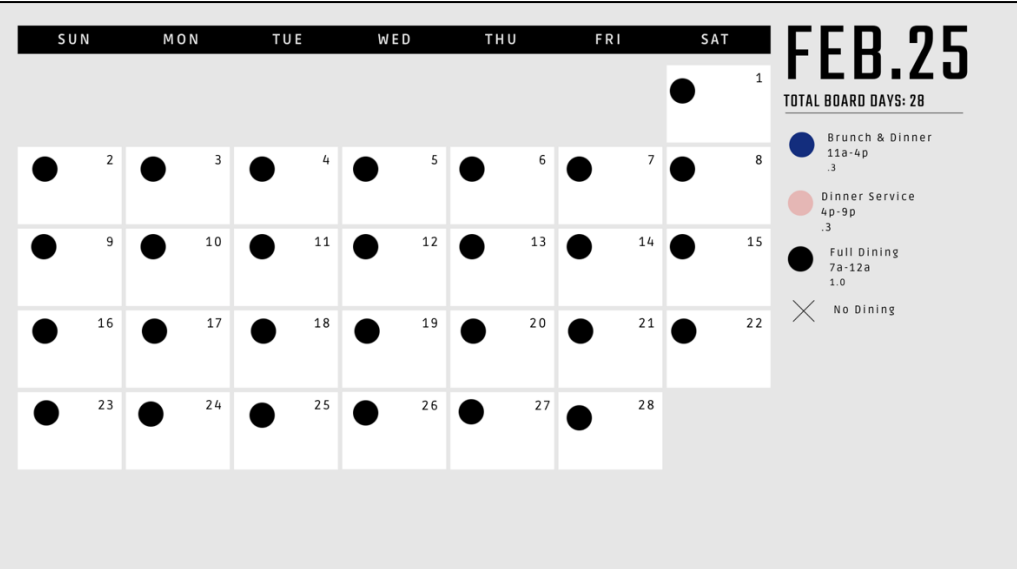 SUN MON TUE WED THU FRI SAT
1
2 3 4 5 6 7 8
9 10 11 12 13 14 15
16 17 18 19 20 21 22
23 24 25 26 27 28
FEB.25
TOTAL BOARD DAYS: 28
Brunch & Dinner
11a-4p
.3
Dinner Service
4p-9p
.3
Full Dining
7a-12a
1.0
No Dining